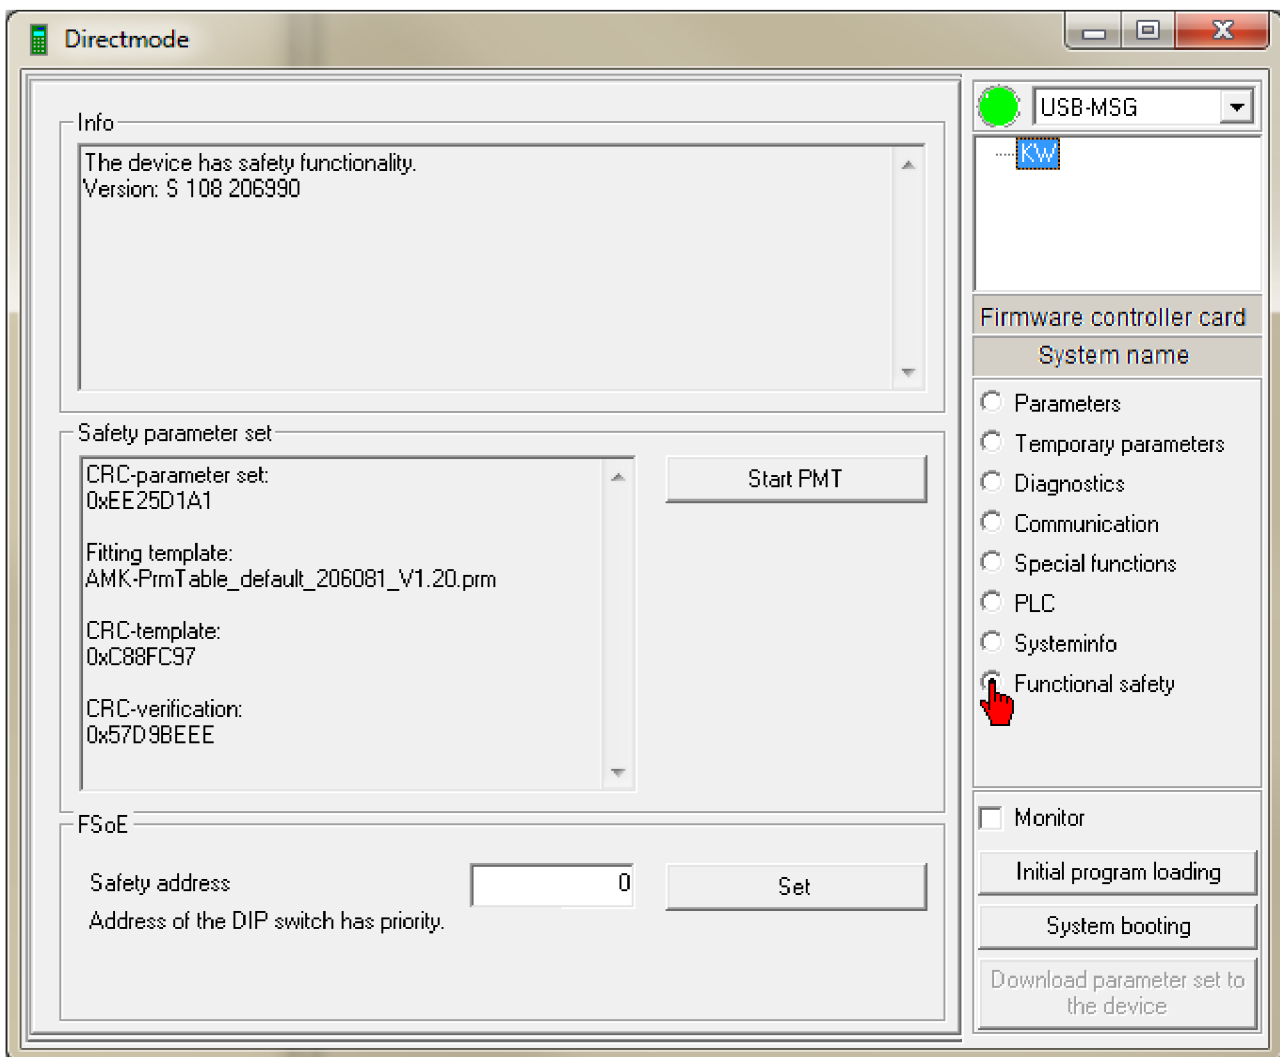 Directmode
Info
The device has safety functionality.
Version: S 108 206990
Safety parameter set
CRC-parameter set:
0xEE25D1A1
Fitting template:
AMK-PrmTable_default_206081_V1.20.prm
CRC-template:
0xC88FC97
CRC-verification:
0x57D9BEEE
Start PMT
FSoE
Safety address
0
Set
Address of the DIP switch has priority.
USB-MSG
KW
Firmware controller card
System name
Parameters
Temporary parameters
Diagnostics
Communication
Special functions
PLC
Systeminfo
Functional safety
Monitor
Initial program loading
System booting
Download parameter set to
the device